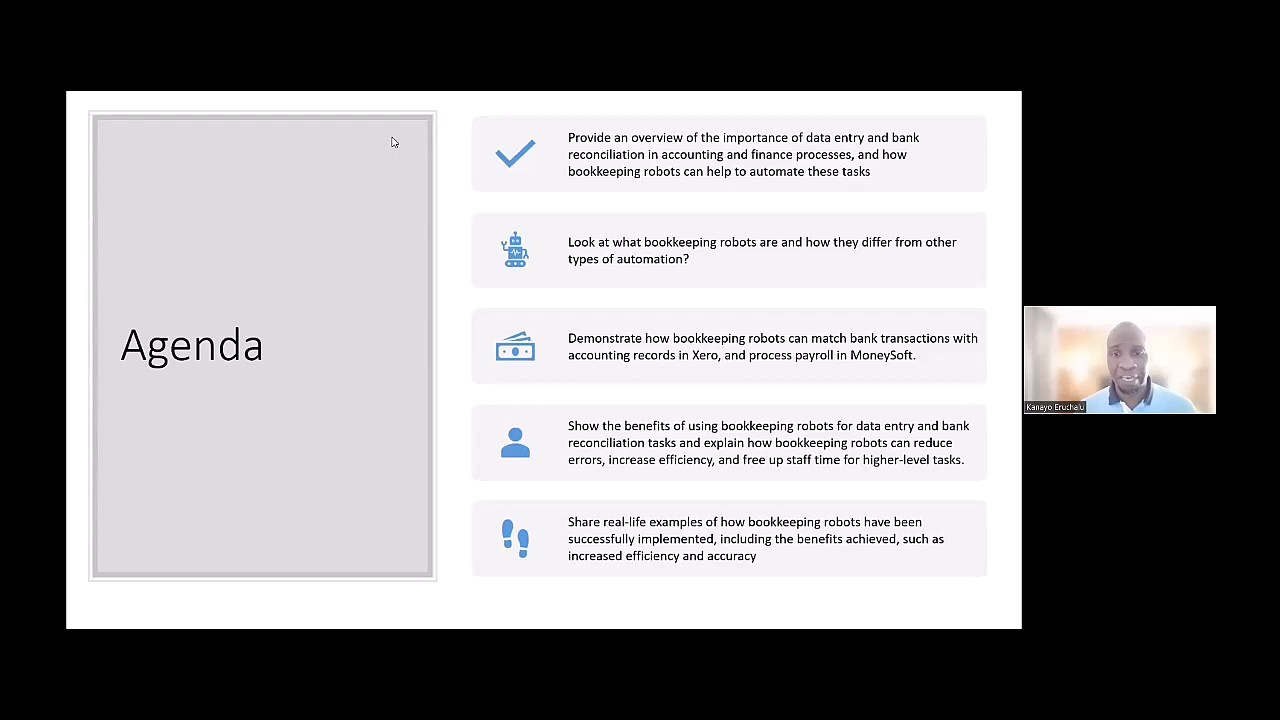 Agenda
Provide an overview of the importance of data entry and bank
reconciliation in accounting and finance processes, and how
bookkeeping robots can help to automate these tasks
Look at what bookkeeping robots are and how they differ from other
types of automation?
Demonstrate how bookkeeping robots can match bank transactions with
accounting records in Xero, and process payroll in MoneySoft.
Show the benefits of using bookkeeping robots for data entry and bank
reconciliation tasks and explain how bookkeeping robots can reduce
errors, increase efficiency, and free up staff time for higher-level tasks.
Share real-life examples of how bookkeeping robots have been
successfully implemented, including the benefits achieved, such as
increased efficiency and accuracy
Kanayo Eruchalu